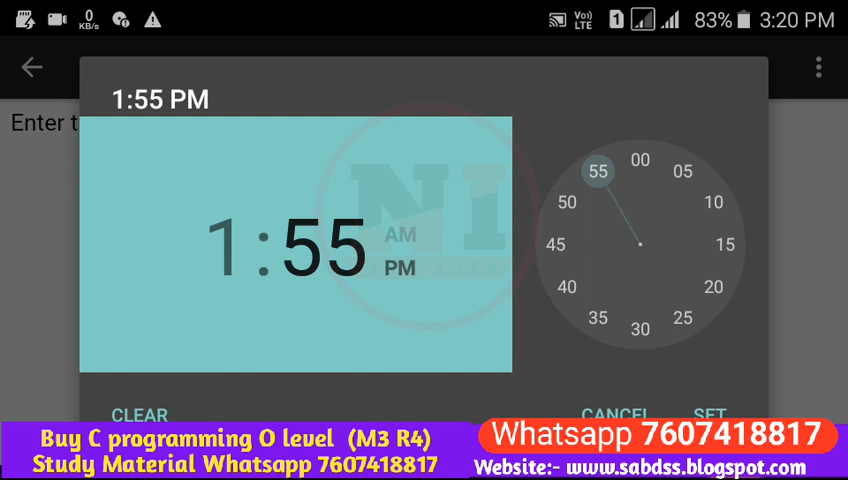 0
KB/s
Vo))
LTE
1
83%
3:20 PM
Enter t
1:55 PM
NI
1:55
AM
PM
00
05
10
15
20
25
30
35
40
45
50
55
CLEAR
CANCEL
SET
Buy C programming O level (M3 R4)
Study Material Whatsapp 7607418817
Whatsapp 7607418817
Website:- www.sabdss.blogspot.com